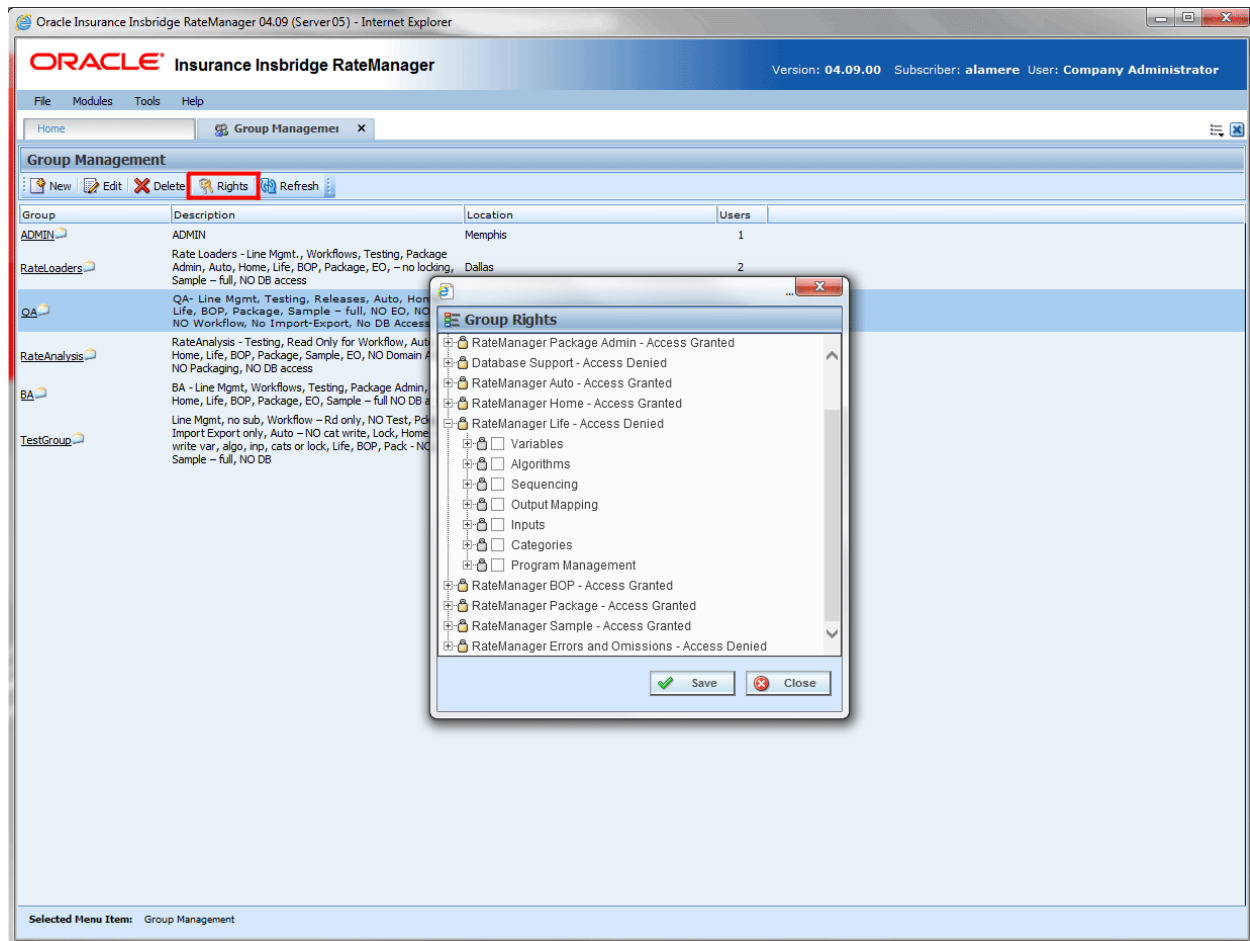 Oracle Insurance Insbridge RateManager 04.09 (Server05) - Internet Explorer
ORACLE Insurance Insbridge RateManager
Version: 04.09.00 Subscriber: alamere User: Company Administrator
File Modules Tools Help
Home Group Managemer
Group Management
New Edit Delete Rights Refresh
Group Description Location Users
ADMIN ADMIN Memphis 1
Rate Loaders - Line Mgmt., Workflows, Testing, Package
RateLoaders Admin, Auto, Home, Life, BOP, Package, EO, – no locking, Dallas 2
Sample – full, NO DB access
QA- Line Mgmt, Testing, Releases, Auto, Hom
QA Life, BOP, Package, Sample – full, NO EO, NO
NO Workflow, No Import-Export, No DB Access
RateAnalysis - Testing, Read Only for Workflow, Aut
RateAnalysis Home, Life, BOP, Package, Sample, EO, NO Domain A
NO Packaging, NO DB access
BA - Line Mgmt, Workflows, Testing, Package Admin,
BA Home, Life, BOP, Package, EO, Sample – full NO DB a
Line Mgmt, no sub, Workflow – Rd only, NO Test, Pck
Import Export only, Auto – NO cat write, Lock, Home
TestGroup write var, algo, inp, cats or lock, Life, BOP, Pack - NO
Sample – full, NO DB
...
Group Rights
RateManager Package Admin - Access Granted
Database Support - Access Denied
RateManager Auto - Access Granted
RateManager Home - Access Granted
RateManager Life - Access Denied
Variables
Algorithms
Sequencing
Output Mapping
Inputs
Categories
Program Management
RateManager BOP - Access Granted
RateManager Package - Access Granted
RateManager Sample - Access Granted
RateManager Errors and Omissions - Access Denied
Save Close
Selected Menu Item: Group Management